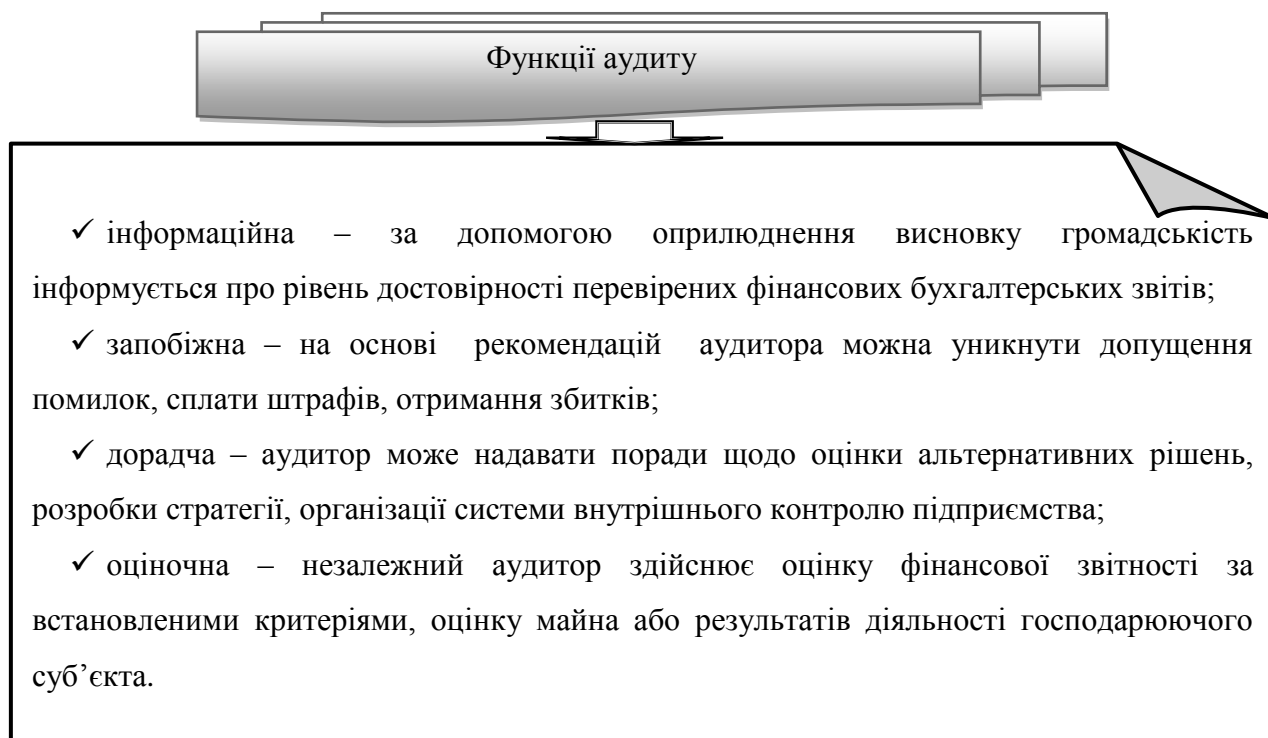 Функції аудиту
✓ інформаційна – за допомогою оприлюднення висновку громадськість
інформується про рівень достовірності перевірених фінансових бухгалтерських звітів;
✓ запобіжна – на основі рекомендацій аудитора можна уникнути допущення
помилок, сплати штрафів, отримання збитків;
✓ дорадча – аудитор може надавати поради щодо оцінки альтернативних рішень,
розробки стратегії, організації системи внутрішнього контролю підприємства;
✓ оціночна – незалежний аудитор здійснює оцінку фінансової звітності за
встановленими критеріями, оцінку майна або результатів діяльності господарюючого
суб’єкта.